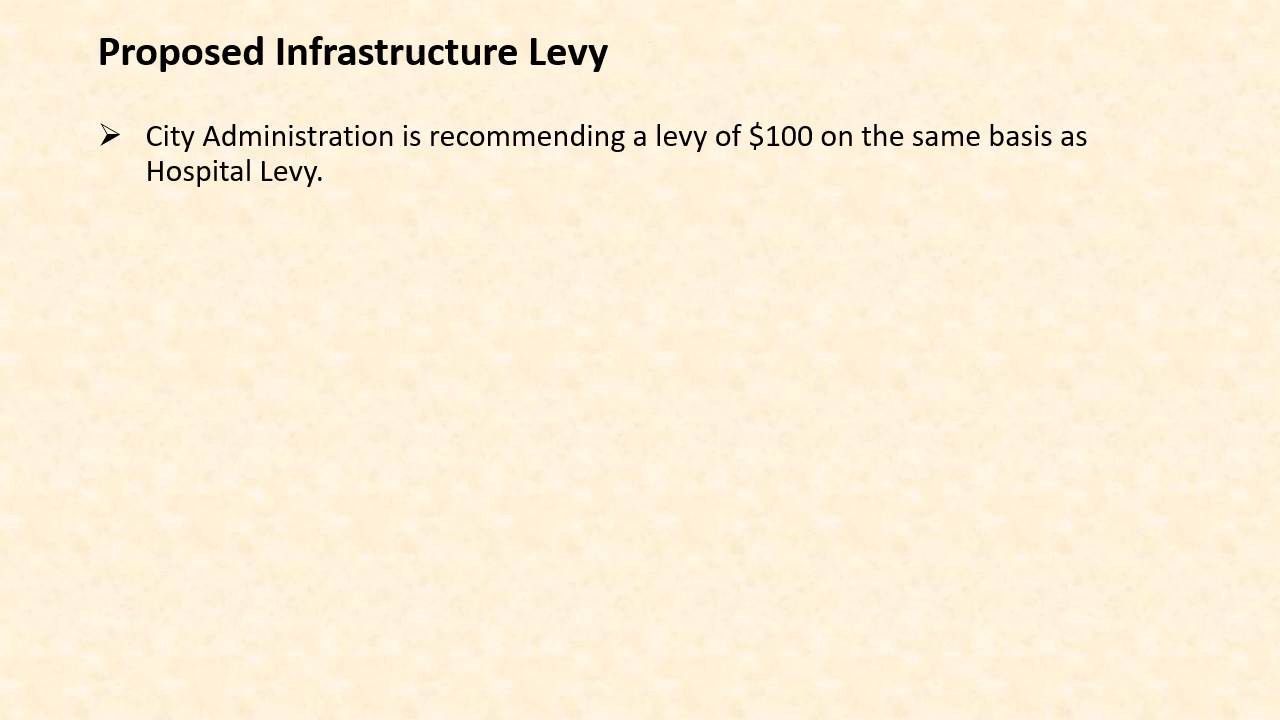 Proposed Infrastructure Levy
➢ City Administration is recommending a levy of $100 on the same basis as
Hospital Levy.